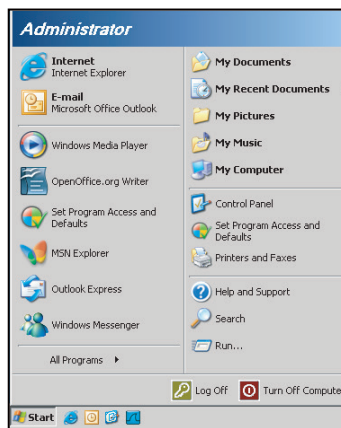 Administrator
Internet
Internet Explorer
E-mail
Microsoft Office Outlook
Windows Media Player
OpenOffice.org Writer
Set Program Access and
Defaults
MSN Explorer
Outlook Express
Windows Messenger
All Programs
My Documents
My Recent Documents
My Pictures
My Music
My Computer
Control Panel
Set Program Access and
Defaults
Printers and Faxes
Help and Support
Search
Run...
Log Off
Turn Off Compute
Start